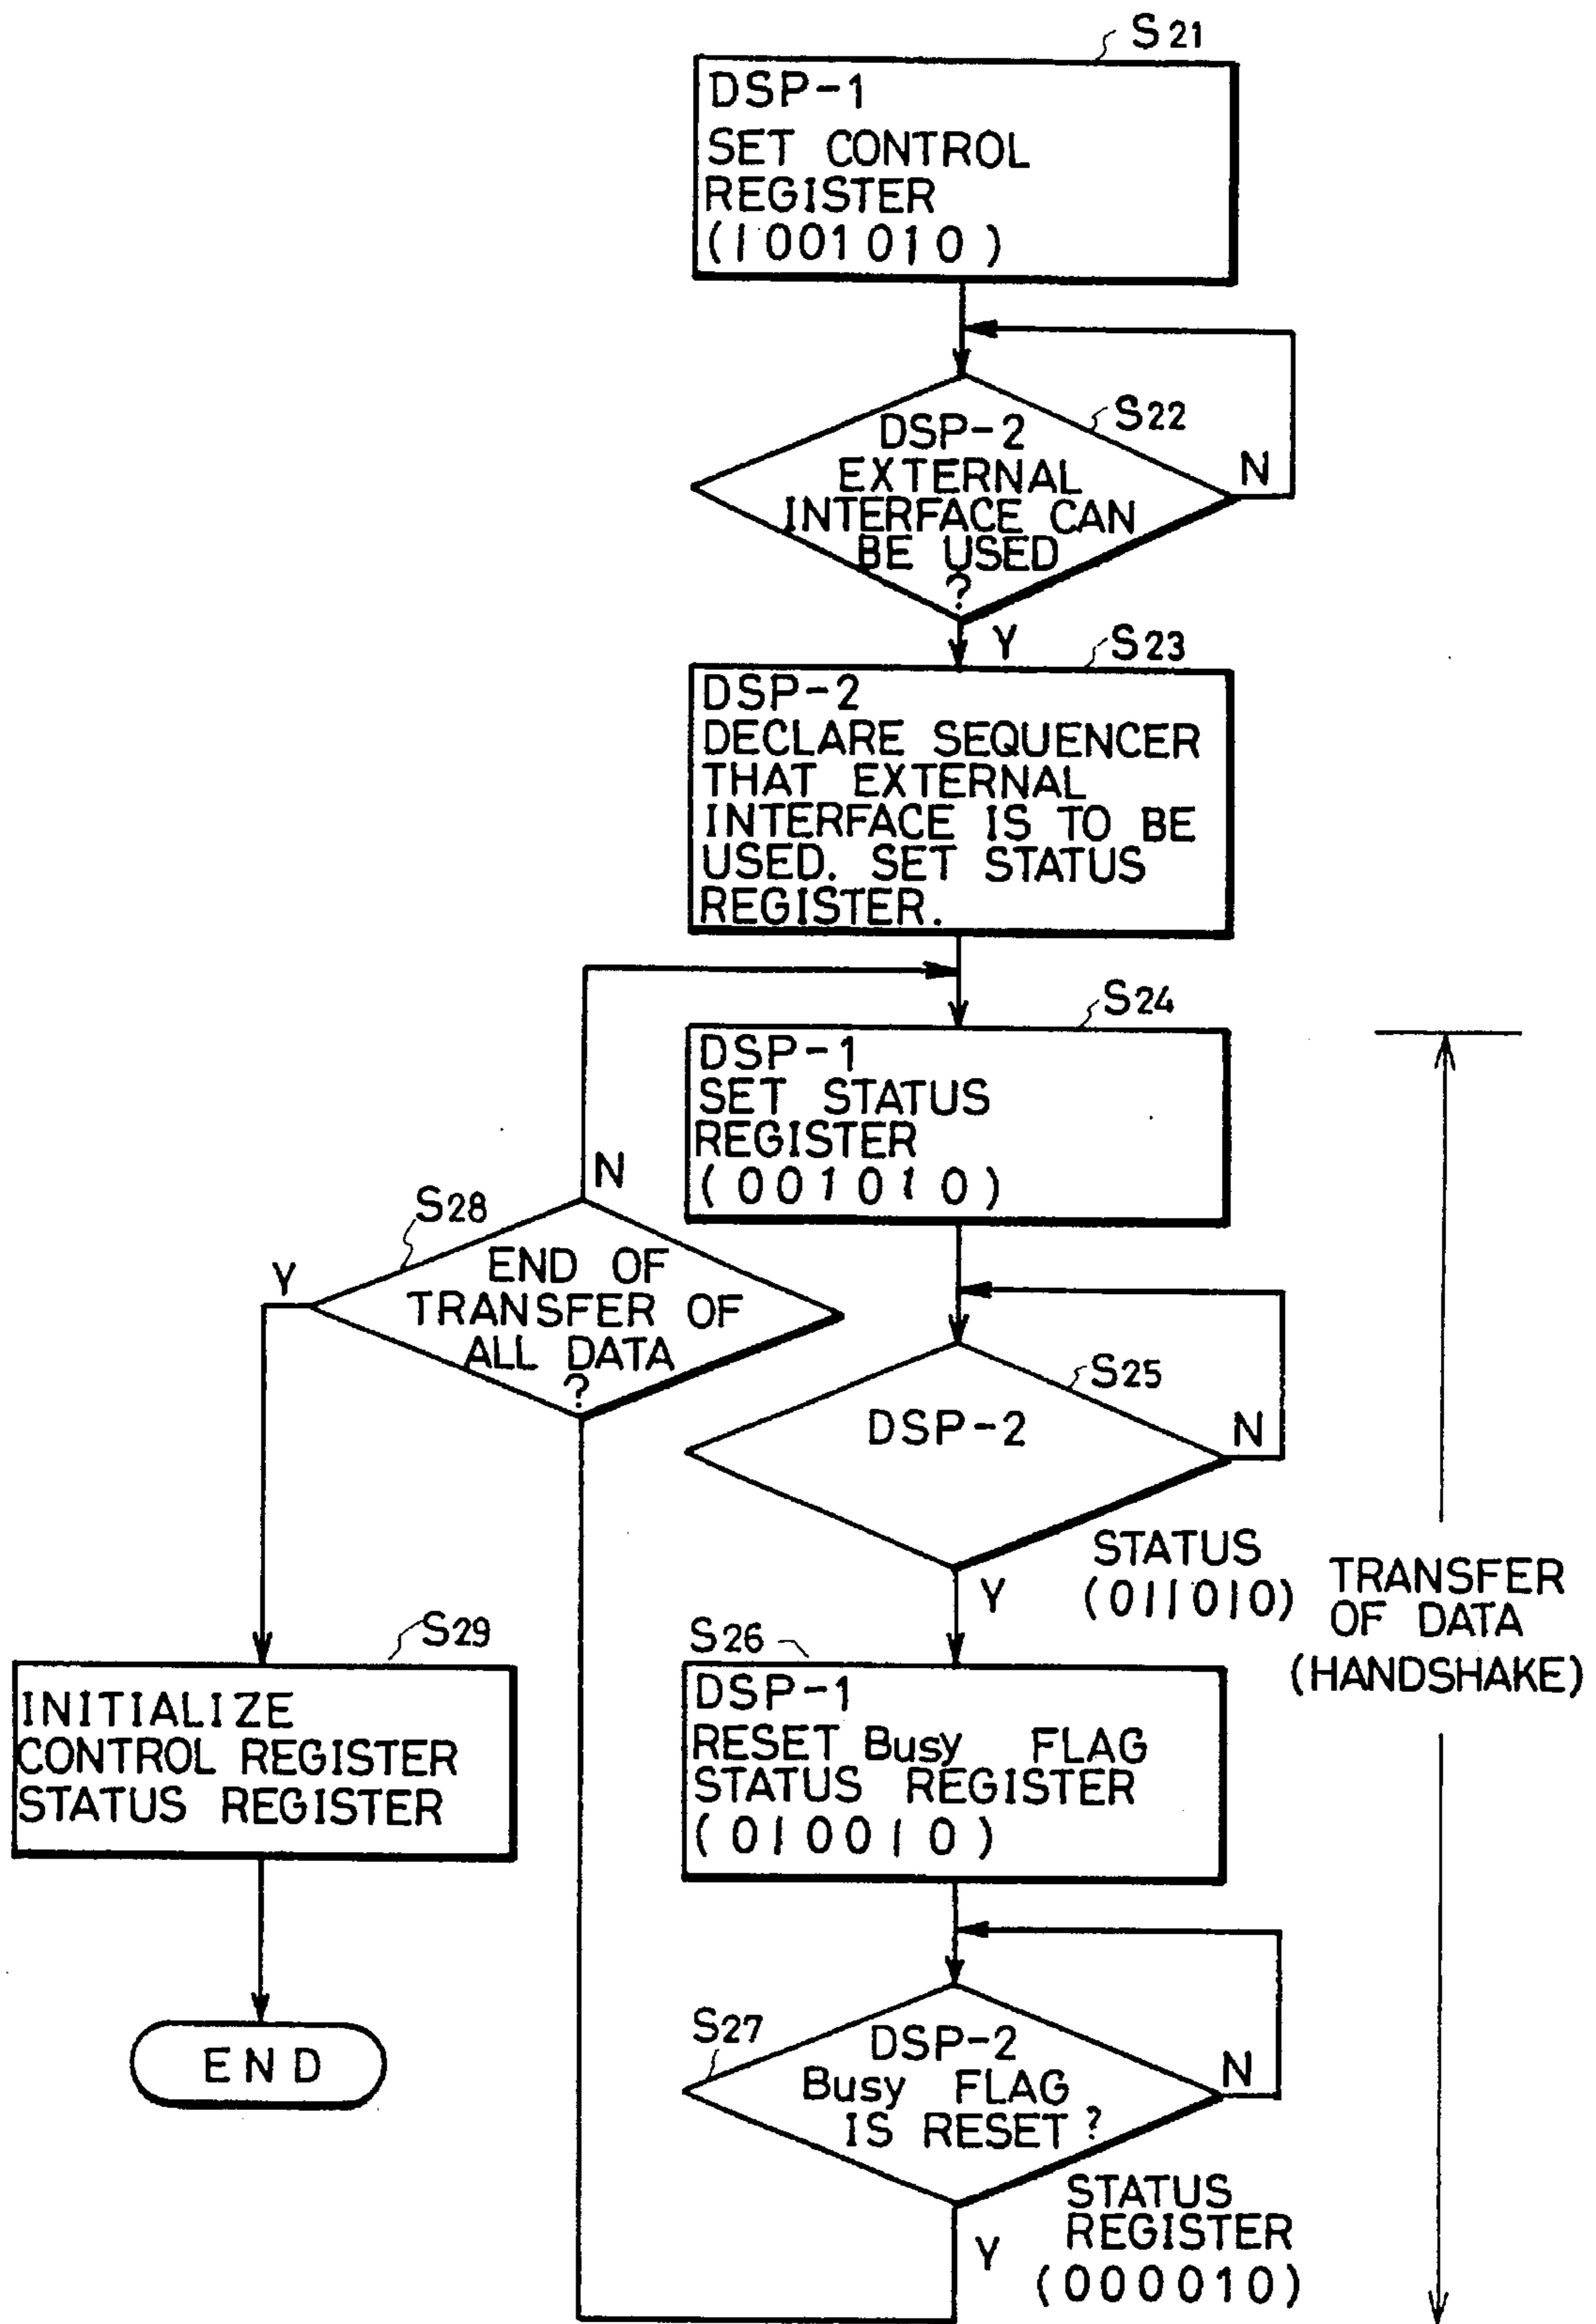 S21
DSP-1
SET CONTROL
REGISTER
(1001010)
S22
DSP-2
EXTERNAL
INTERFACE CAN
BE USED
?
N
Y
S23
DSP-2
DECLARE SEQUENCER
THAT EXTERNAL
INTERFACE IS TO BE
USED. SET STATUS
REGISTER.
S24
DSP-1
SET STATUS
REGISTER
(001010)
N
S28
Y
END OF
TRANSFER OF
ALL DATA
?
S25
DSP-2
N
Y
STATUS
(011010)
TRANSFER
OF DATA
(HANDSHAKE)
S29
INITIALIZE
CONTROL REGISTER
STATUS REGISTER
S26
DSP-1
RESET Busy FLAG
STATUS REGISTER
(010010)
S27
DSP-2
Busy FLAG
IS RESET?
N
END
Y
STATUS
REGISTER
(000010)